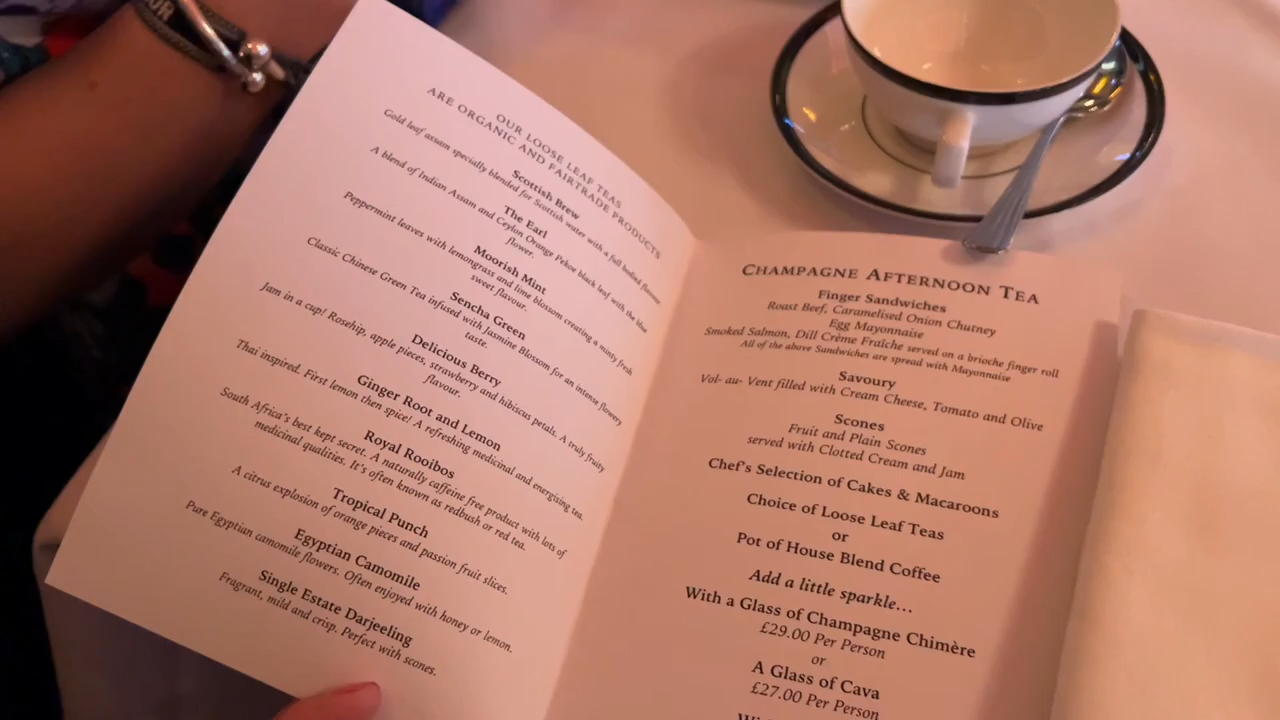 OUR
OUR LOOSE LEAF TEAS
ARE ORGANIC AND FAIRTRADE PRODUCTS
Scottish Brew
Gold leaf assam specially blended for Scottish water with a full bodied flavour
The Earl
A blend of Indian Assam and Ceylon Orange Pekoe black leaf with the blue
flower.
Moorish Mint
Peppermint leaves with lemongrass and lime blossom creating a minty fresh
sweet flavour.
Sencha Green
Classic Chinese Green Tea infused with Jasmine Blossom for an intense flowery
taste.
Delicious Berry
Jam in a cup! Rosehip, apple pieces, strawberry and hibiscus petals. A truly fruity
flavour.
Ginger Root and Lemon
Thai inspired. First lemon then spice! A refreshing medicinal and energising tea.
Royal Rooibos
South Africa's best kept secret. A naturally caffeine free product with lots of
medicinal qualities. It's often known as redbush or red tea.
Tropical Punch
A citrus explosion of orange pieces and passion fruit slices.
Egyptian Camomile
Pure Egyptian camomile flowers. Often enjoyed with honey or lemon.
Single Estate Darjeeling
Fragrant, mild and crisp. Perfect with scones.
CHAMPAGNE AFTERNOON TEA
Finger Sandwiches
Roast Beef, Caramelised Onion Chutney
Egg Mayonnaise
Smoked Salmon, Dill Crème Fraîche served on a brioche finger roll
All of the above Sandwiches are spread with Mayonnaise
Savoury
Vol- au- Vent filled with Cream Cheese, Tomato and Olive
Scones
Fruit and Plain Scones
served with Clotted Cream and Jam
Chef's Selection of Cakes & Macaroons
Choice of Loose Leaf Teas
or
Pot of House Blend Coffee
Add a little sparkle...
With a Glass of Champagne Chimère
£29.00 Per Person
or
A Glass of Cava
£27.00 Per Person